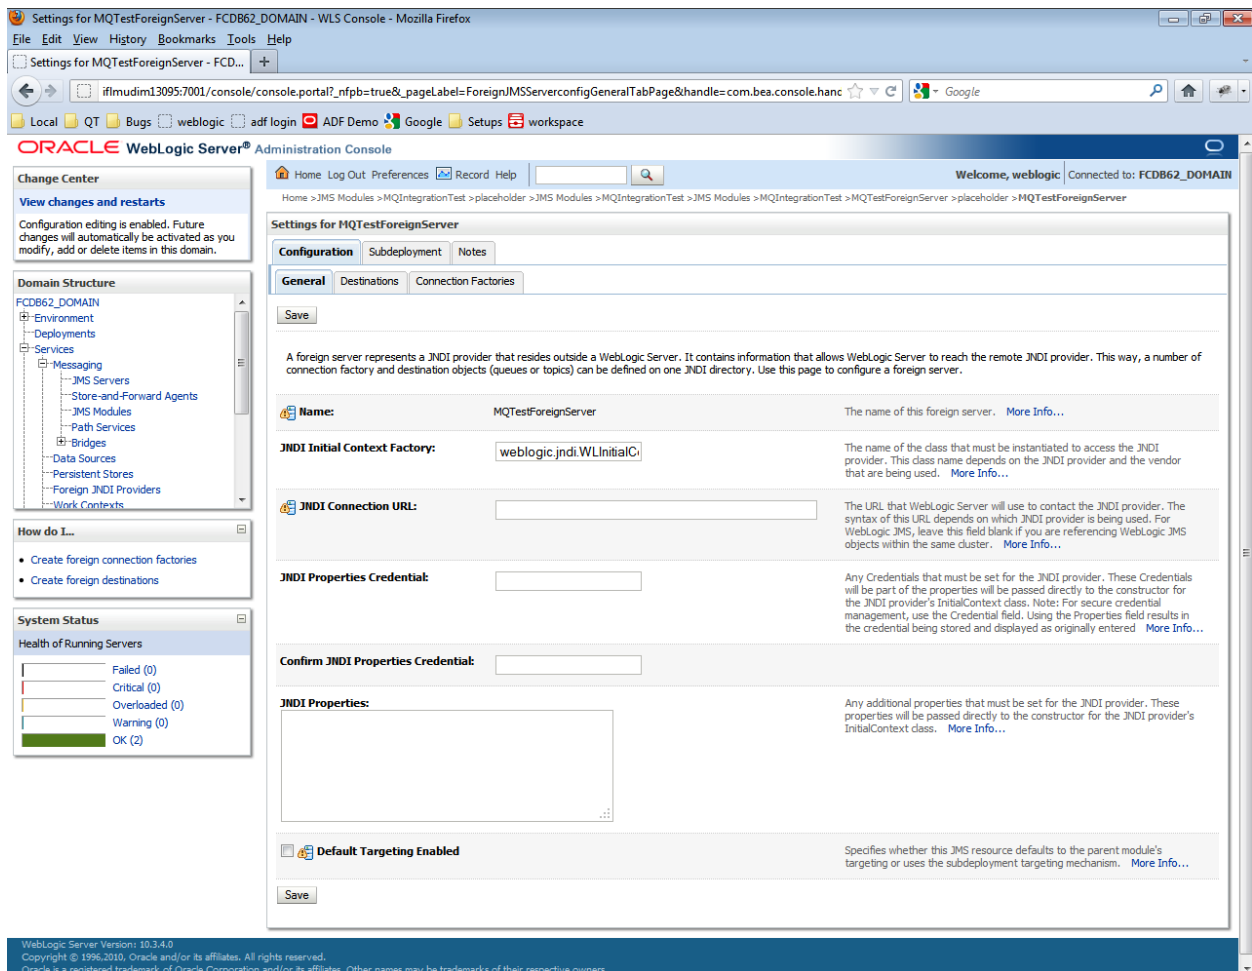 Settings for MQTestForeignServer - FCDB62_DOMAIN - WLS Console - Mozilla Firefox
File Edit View History Bookmarks Tools Help
Settings for MQTestForeignServer - FCD...
iflmudim13095:7001/console/console.portal?_nfpb=true&_pageLabel=ForeignJMSServerconfigGeneralTabPage&handle=com.bea.console.hanc
Google
Local QT Bugs weblogic adf login ADF Demo Google Setups workspace
ORACLE WebLogic Server® Administration Console
Change Center
View changes and restarts
Configuration editing is enabled. Future
changes will automatically be activated as you
modify, add or delete items in this domain.
Domain Structure
FCDB62_DOMAIN
Environment
Deployments
Services
Messaging
JMS Servers
Store-and-Forward Agents
JMS Modules
Path Services
Bridges
Data Sources
Persistent Stores
Foreign JNDI Providers
Work Contexts
How do I...
Create foreign connection factories
Create foreign destinations
System Status
Health of Running Servers
Failed (0)
Critical (0)
Overloaded (0)
Warning (0)
OK (2)
Home Log Out Preferences Record Help
Welcome, weblogic Connected to: FCDB62_DOMAIN
Home >JMS Modules >MQIntegrationTest >placeholder >JMS Modules >MQIntegrationTest >JMS Modules >MQIntegrationTest >MQTestForeignServer >placeholder >MQTestForeignServer
Settings for MQTestForeignServer
Configuration Subdeployment Notes
General Destinations Connection Factories
Save
A foreign server represents a JNDI provider that resides outside a WebLogic Server. It contains information that allows WebLogic Server to reach the remote JNDI provider. This way, a number of
connection factory and destination objects (queues or topics) can be defined on one JNDI directory. Use this page to configure a foreign server.
Name: MQTestForeignServer
The name of this foreign server. More Info...
JNDI Initial Context Factory: weblogic.jndi.WLInitialC
The name of the class that must be instantiated to access the JNDI
provider. This class name depends on the JNDI provider and the vendor
that are being used. More Info...
JNDI Connection URL:
The URL that WebLogic Server will use to contact the JNDI provider. The
syntax of this URL depends on which JNDI provider is being used. For
WebLogic JMS, leave this field blank if you are referencing WebLogic JMS
objects within the same cluster. More Info...
JNDI Properties Credential:
Any Credentials that must be set for the JNDI provider. These Credentials
will be part of the properties will be passed directly to the constructor for
the JNDI provider's InitialContext class. Note: For secure credential
management, use the Credential field. Using the Properties field results in
the credential being stored and displayed as originally entered More Info...
Confirm JNDI Properties Credential:
JNDI Properties:
Any additional properties that must be set for the JNDI provider. These
properties will be passed directly to the constructor for the JNDI provider's
InitialContext class. More Info...
Default Targeting Enabled
Specifies whether this JMS resource defaults to the parent module's
targeting or uses the subdeployment targeting mechanism. More Info...
Save
WebLogic Server Version: 10.3.4.0
Copyright © 1996,2010, Oracle and/or its affiliates. All rights reserved.
Oracle is a registered trademark of Oracle Corporation and/or its affiliates. Other names may be trademarks of their respective owners.